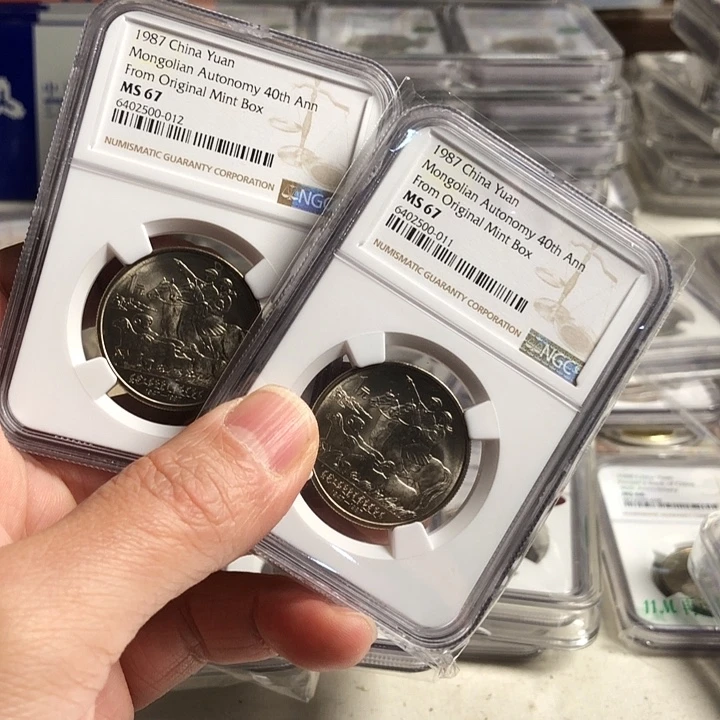 1987 China Yuan
Mongolian Autonomy 40th Ann
From Original Mint Box
MS 67
6402500-012
NUMISMATIC GUARANTY CORPORATION
NGC
1987 China Yuan
Mongolian Autonomy 40th Ann
From Original Mint Box
MS 67
6402500-011
NUMISMATIC GUARANTY CORPORATION
NGC